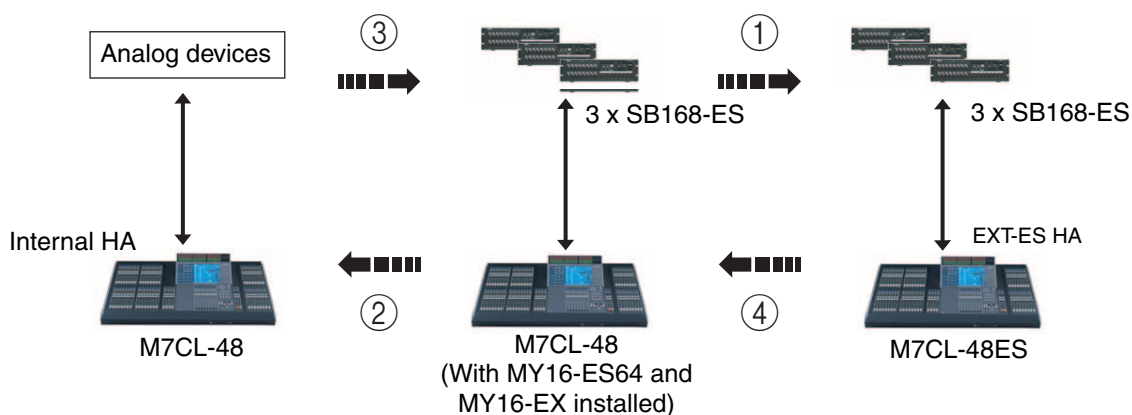 Analog devices
③
①
3 x SB168-ES
3 x SB168-ES
Internal HA
EXT-ES HA
②
④
M7CL-48
M7CL-48
(With MY16-ES64 and
MY16-EX installed)
M7CL-48ES